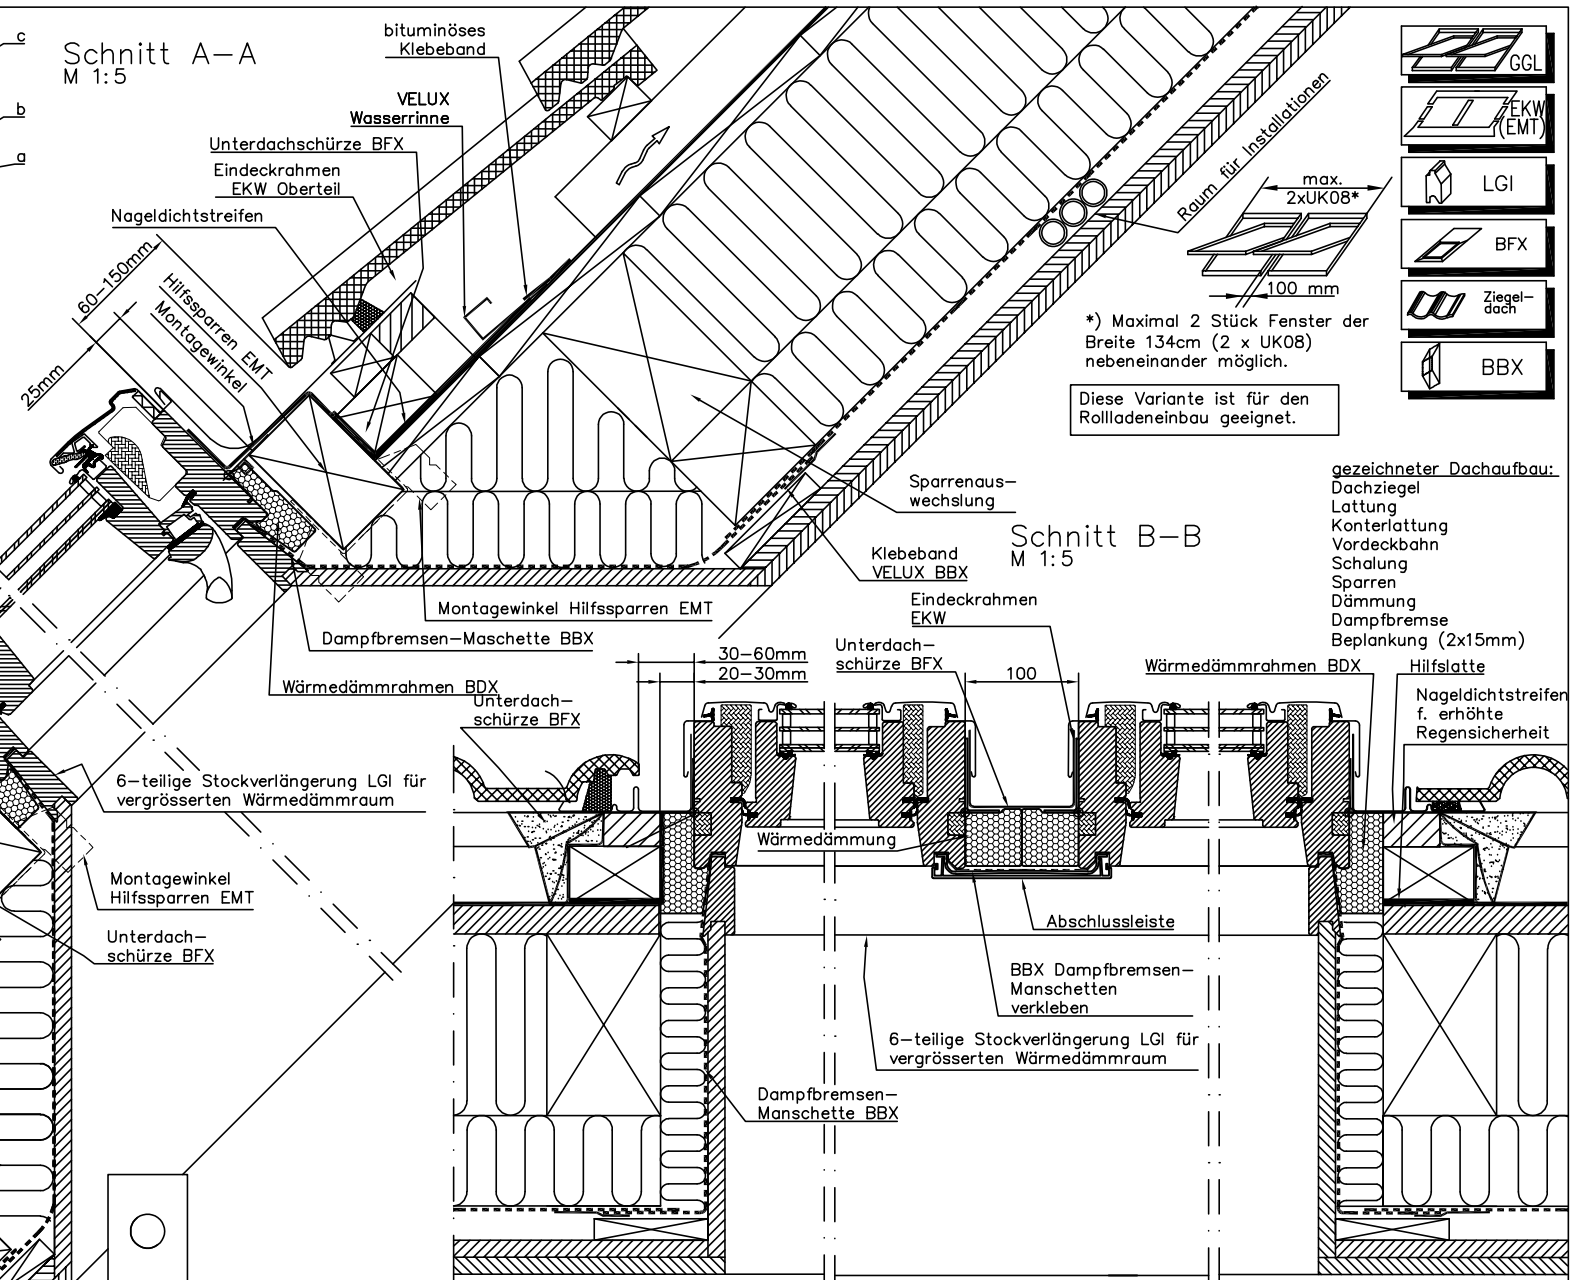 c
b
a
Schnitt A–A
M 1:5
bituminöses
Klebeband
VELUX
Wasserrinne
Unterdachschürze BFX
Eindeckrahmen
EKW Oberteil
Nageldichtstreifen
60–150mm
25mm
Hilfssparren EMT
Montagewinkel
Raum für Installationen
max.
2xUK08*
100 mm
*) Maximal 2 Stück Fenster der
Breite 134cm (2 x UK08)
nebeneinander möglich.
Diese Variante ist für den
Rollladeneinbau geeignet.
GGL
EKW
(EMT)
LGI
BFX
Ziegel–
dach
BBX
gezeichneter Dachaufbau:
Dachziegel
Lattung
Konterlattung
Vordeckbahn
Schalung
Sparren
Dämmung
Dampfbremse
Beplankung (2x15mm)
Sparrenaus–
wechslung
Klebeband
VELUX BBX
Montagewinkel Hilfssparren EMT
Dampfbremsen–Maschette BBX
Wärmedämmrahmen BDX
6–teilige Stockverlängerung LGI für
vergrösserten Wärmedämmraum
Montagewinkel
Hilfssparren EMT
Unterdach–
schürze BFX
Schnitt B–B
M 1:5
Eindeckrahmen
EKW
Unterdach–
schürze BFX
30–60mm
20–30mm
100
Unterdach–
schürze BFX
Wärmedämmrahmen BDX
Hilfslatte
Nageldichtstreifen
f. erhöhte
Regensicherheit
Wärmedämmung
Abschlussleiste
BBX Dampfbremsen–
Manschetten
verkleben
6–teilige Stockverlängerung LGI für
vergrösserten Wärmedämmraum
Dampfbremsen–
Manschette BBX